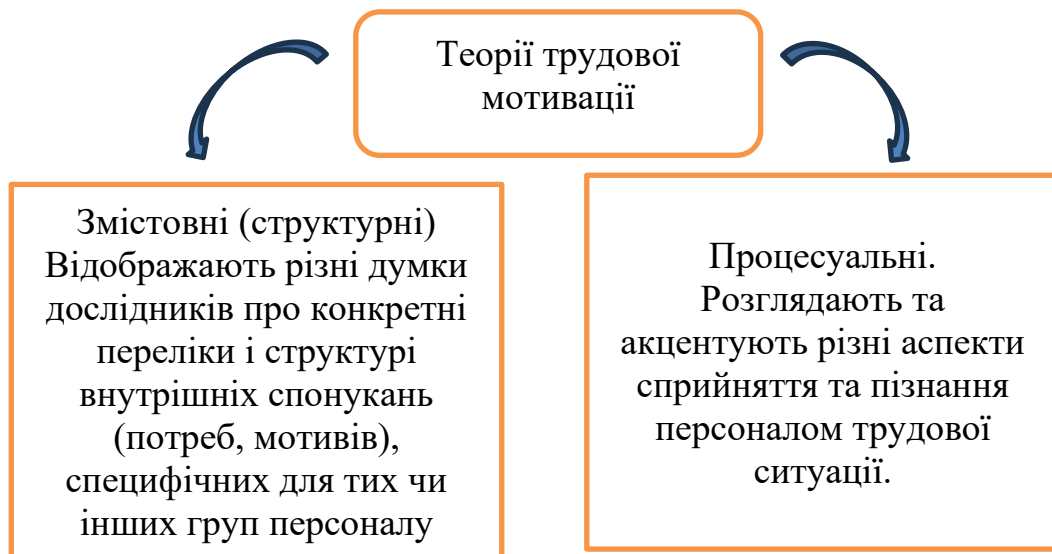 Теорії трудової
мотивації
Змістовні (структурні)
Відображають різні думки
дослідників про конкретні
переліки і структурі
внутрішніх спонукань
(потреб, мотивів),
специфічних для тих чи
інших груп персоналу
Процесуальні.
Розглядають та
акцентують різні аспекти
сприйняття та пізнання
персоналом трудової
ситуації.